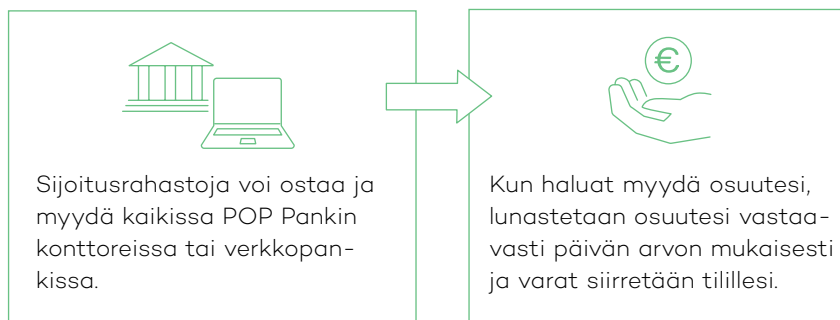 €
Sijoitusrahastoja voi ostaa ja
myydä kaikissa POP Pankin
konttoreissa tai verkkopan-
kissa.
Kun haluat myydä osuutesi,
lunastetaan osuutesi vastaa-
vasti päivän arvon mukaisesti
ja varat siirretään tilillesi.